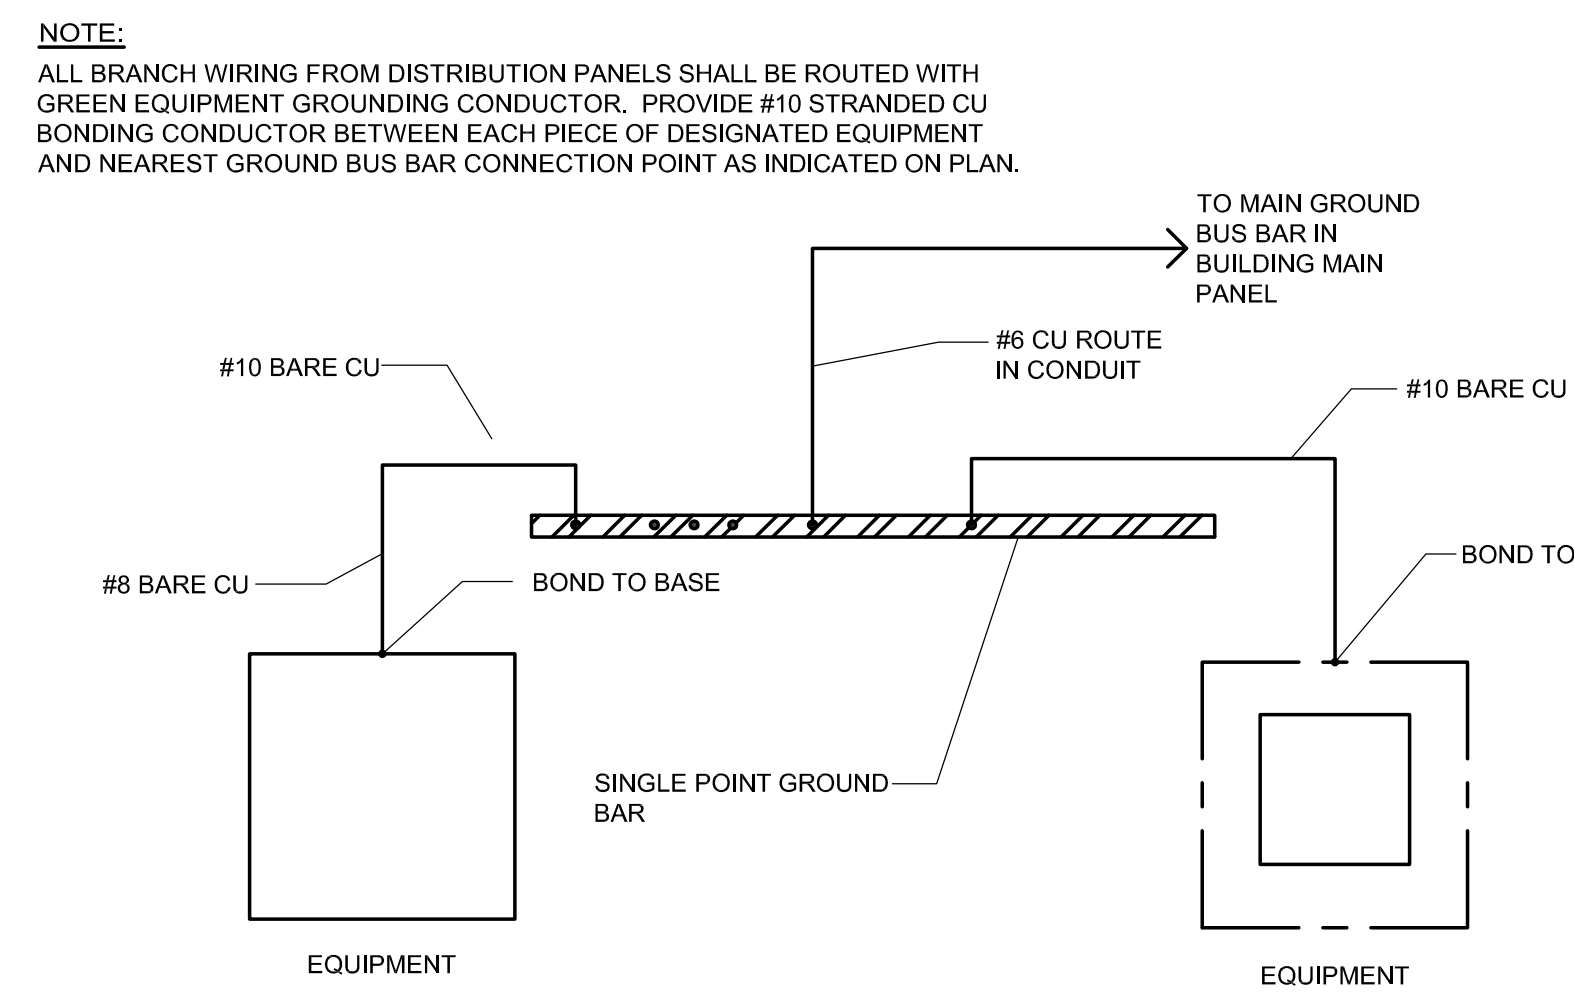 NOTE:
ALL BRANCH WIRING FROM DISTRIBUTION PANELS SHALL BE ROUTED WITH
GREEN EQUIPMENT GROUNDING CONDUCTOR. PROVIDE #10 STRANDED CU
BONDING CONDUCTOR BETWEEN EACH PIECE OF DESIGNATED EQUIPMENT
AND NEAREST GROUND BUS BAR CONNECTION POINT AS INDICATED ON PLAN.
TO MAIN GROUND
BUS BAR IN
BUILDING MAIN
PANEL
#6 CU ROUTE
IN CONDUIT
#10 BARE CU
#10 BARE CU
#8 BARE CU
BOND TO BASE
BOND TO
SINGLE POINT GROUND
BAR
EQUIPMENT
EQUIPMENT